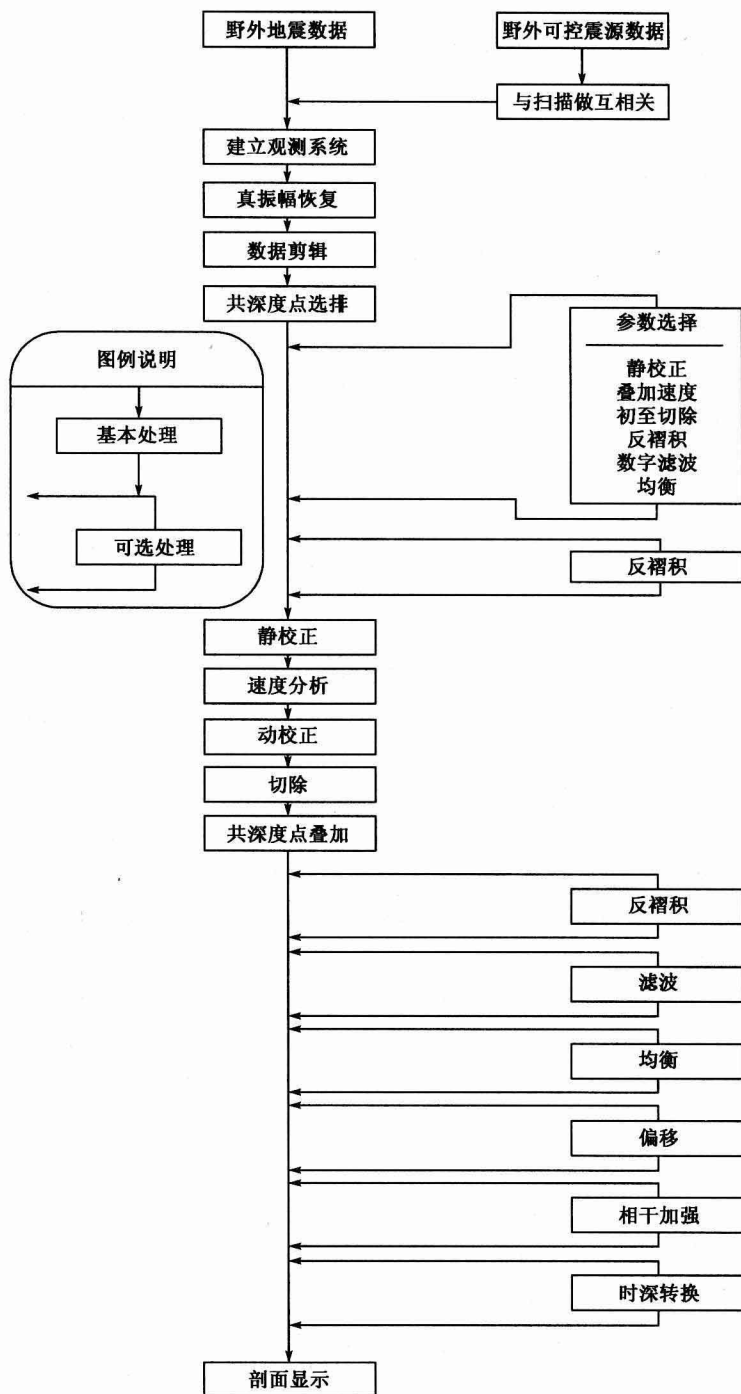 野外地震数据
野外可控震源数据
与扫描做互相关
建立观测系统
真振幅恢复
数据剪辑
共深度点选排
参数选择
静校正
叠加速度
初至切除
反褶积
数字滤波
均衡
图例说明
基本处理
可选处理
反褶积
静校正
速度分析
动校正
切除
共深度点叠加
反褶积
滤波
均衡
偏移
相干加强
时深转换
剖面显示